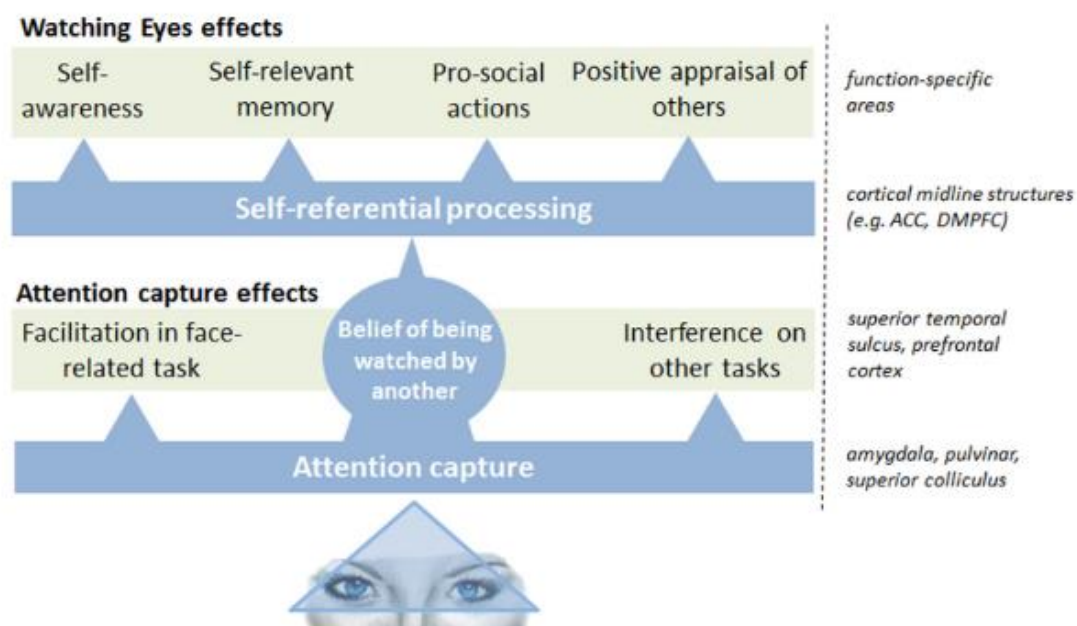 Watching Eyes effects
Self-
awareness
Self-relevant
memory
Pro-social
actions
Positive appraisal of
others
function-specific
areas
Self-referential processing
cortical midline structures
(e.g. ACC, DMPFC)
Attention capture effects
Facilitation in face-
related task
Belief of being
watched by
another
Interference on
other tasks
superior temporal
sulcus, prefrontal
cortex
Attention capture
amygdala, pulvinar,
superior colliculus